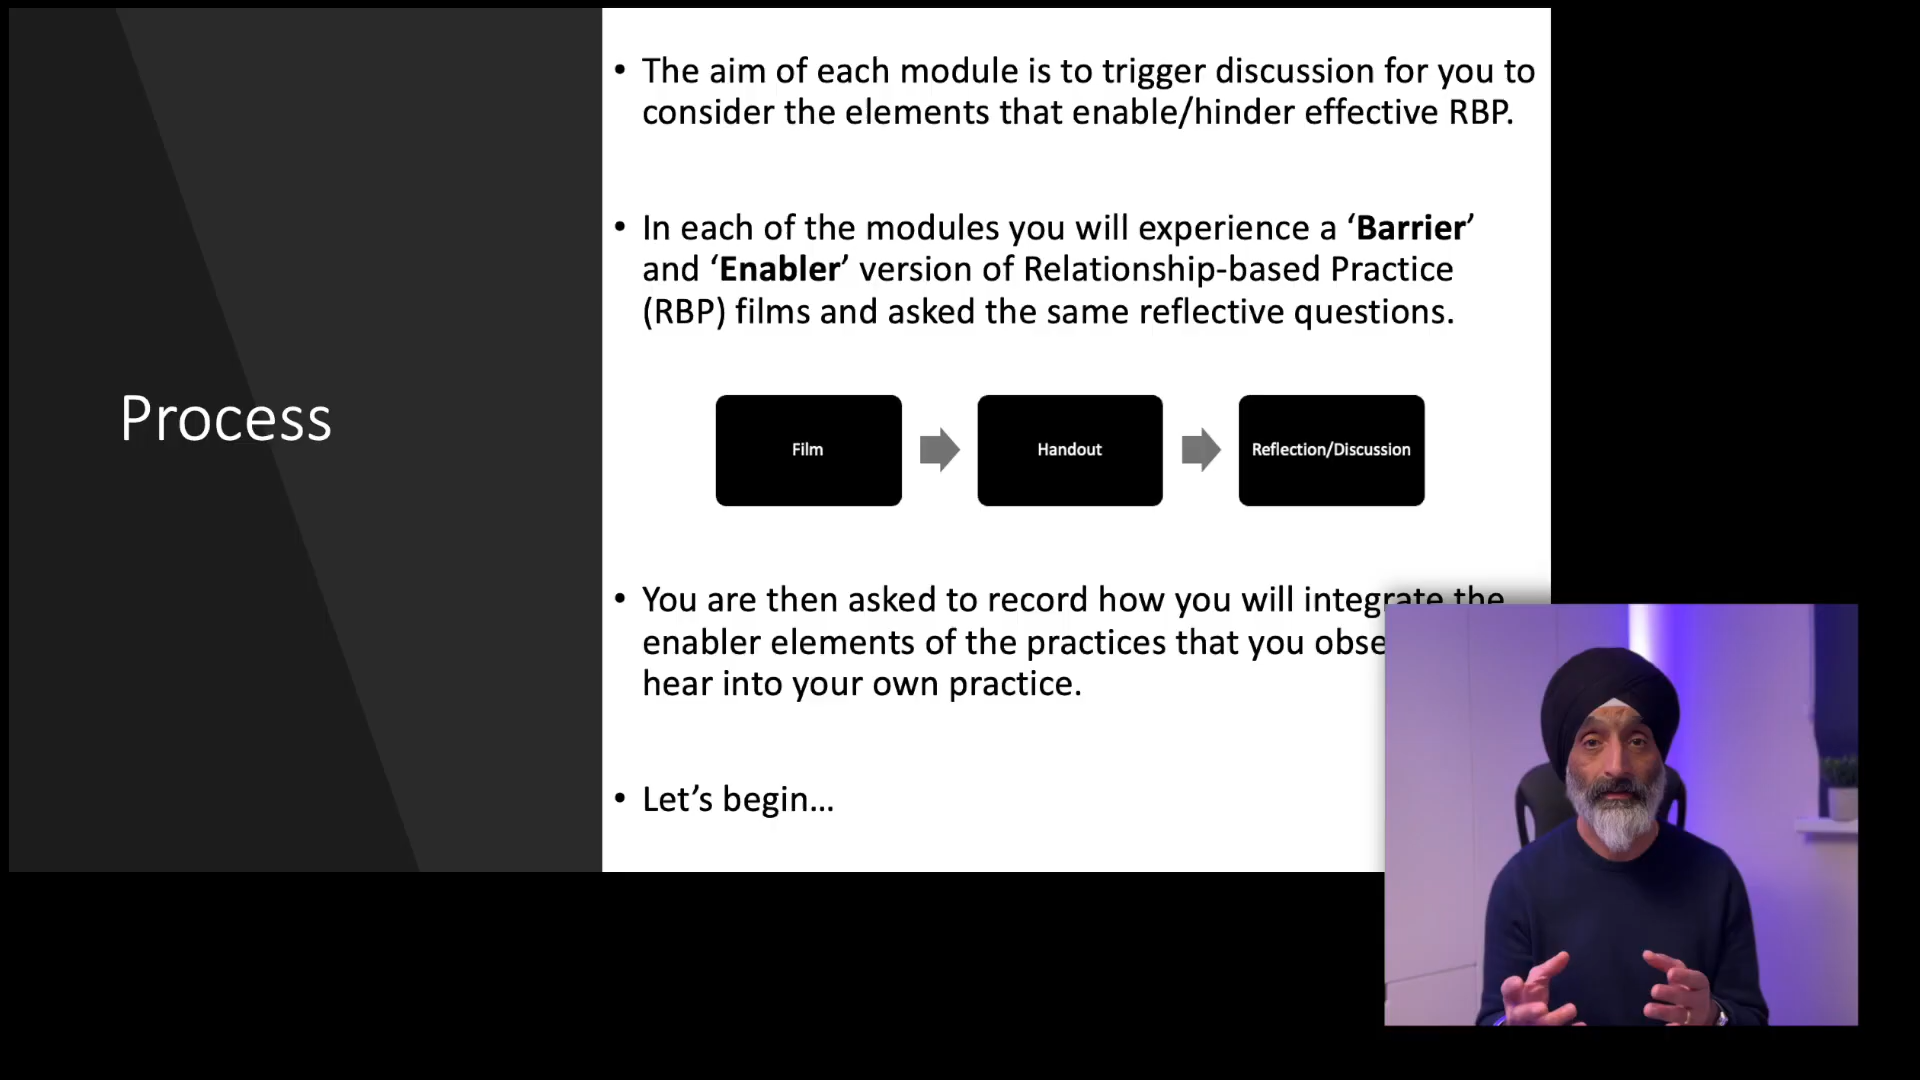 Process
• The aim of each module is to trigger discussion for you to
consider the elements that enable/hinder effective RBP.
• In each of the modules you will experience a ‘Barrier’
and ‘Enabler’ version of Relationship-based Practice
(RBP) films and asked the same reflective questions.
Film
Handout
Reflection/Discussion
• You are then asked to record how you will integrate the
enabler elements of the practices that you
hear into your own practice.
• Let’s begin...